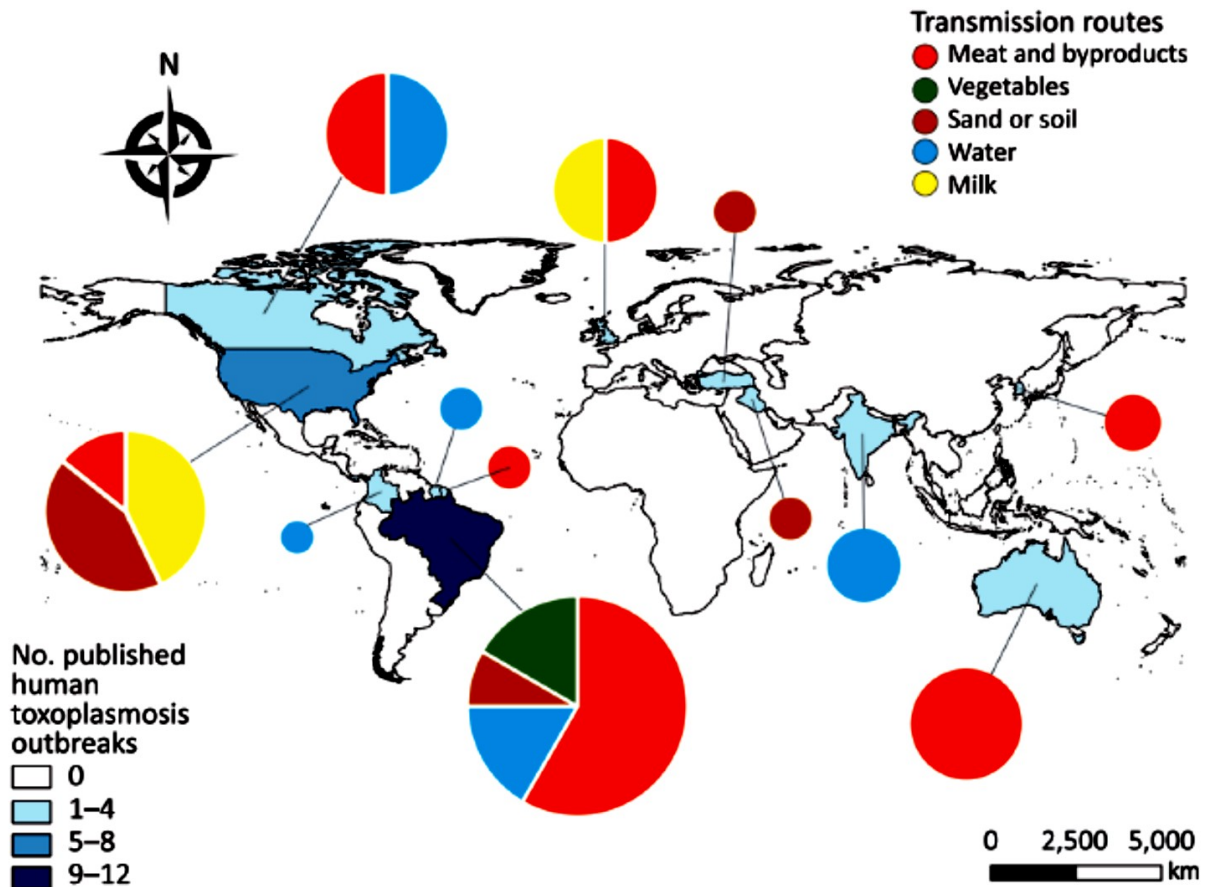 Transmission routes
Meat and byproducts
Vegetables
Sand or soil
Water
Milk
N
No. published
human
toxoplasmosis
outbreaks
0
1–4
5–8
9–12
0 2,500 5,000
km